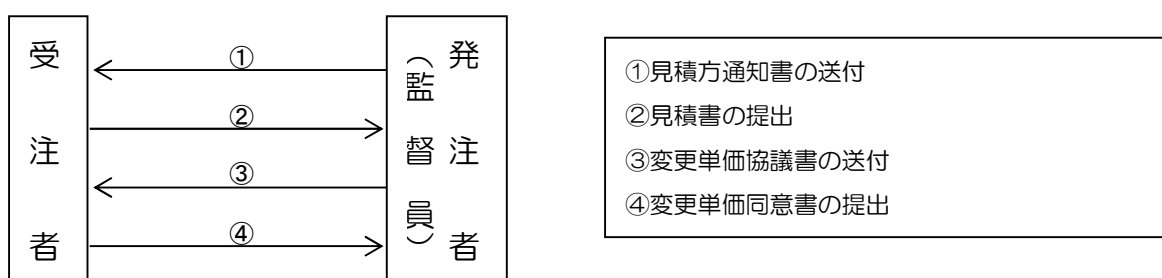 受注者
①
②
③
④
発注者
（監督員）
①見積方通知書の送付
②見積書の提出
③変更単価協議書の送付
④変更単価同意書の提出